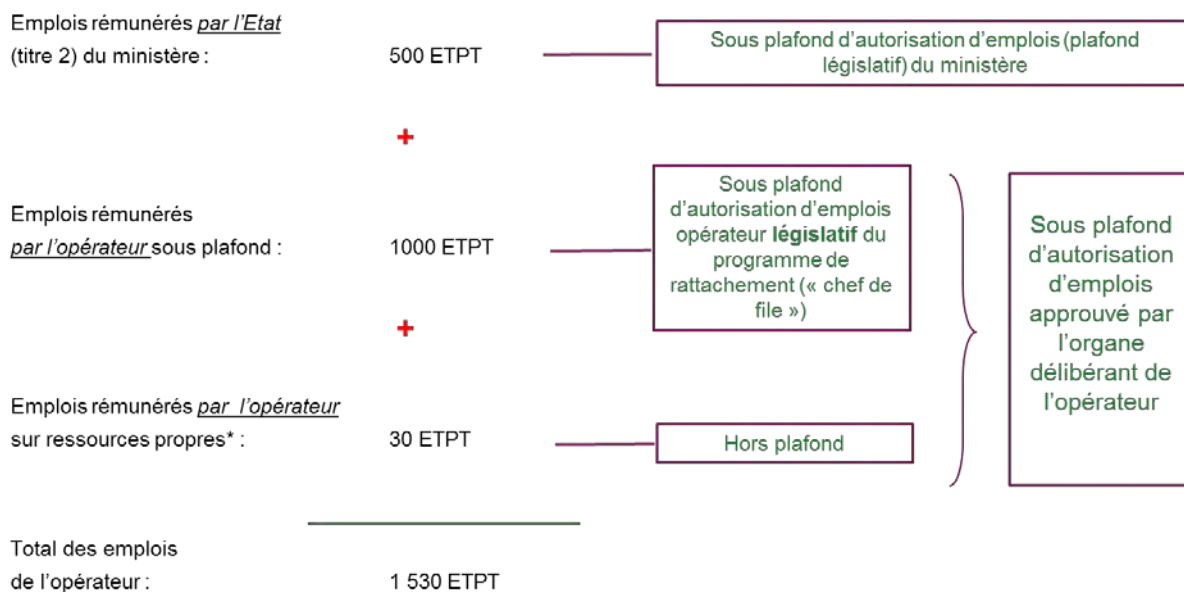 Emplois rémunérés par l'Etat
(titre 2) du ministère :
500 ETPT
Sous plafond d'autorisation d'emplois (plafond
législatif) du ministère
+
Emplois rémunérés
par l'opérateur sous plafond :
1000 ETPT
Sous plafond
d'autorisation d'emplois
opérateur législatif du
programme de
rattachement (« chef de
file »)
Sous plafond
d'autorisation
d'emplois
approuvé par
l'organe
délibérant de
l'opérateur
+
Emplois rémunérés par l'opérateur
sur ressources propres* :
30 ETPT
Hors plafond
Total des emplois
de l'opérateur :
1 530 ETPT